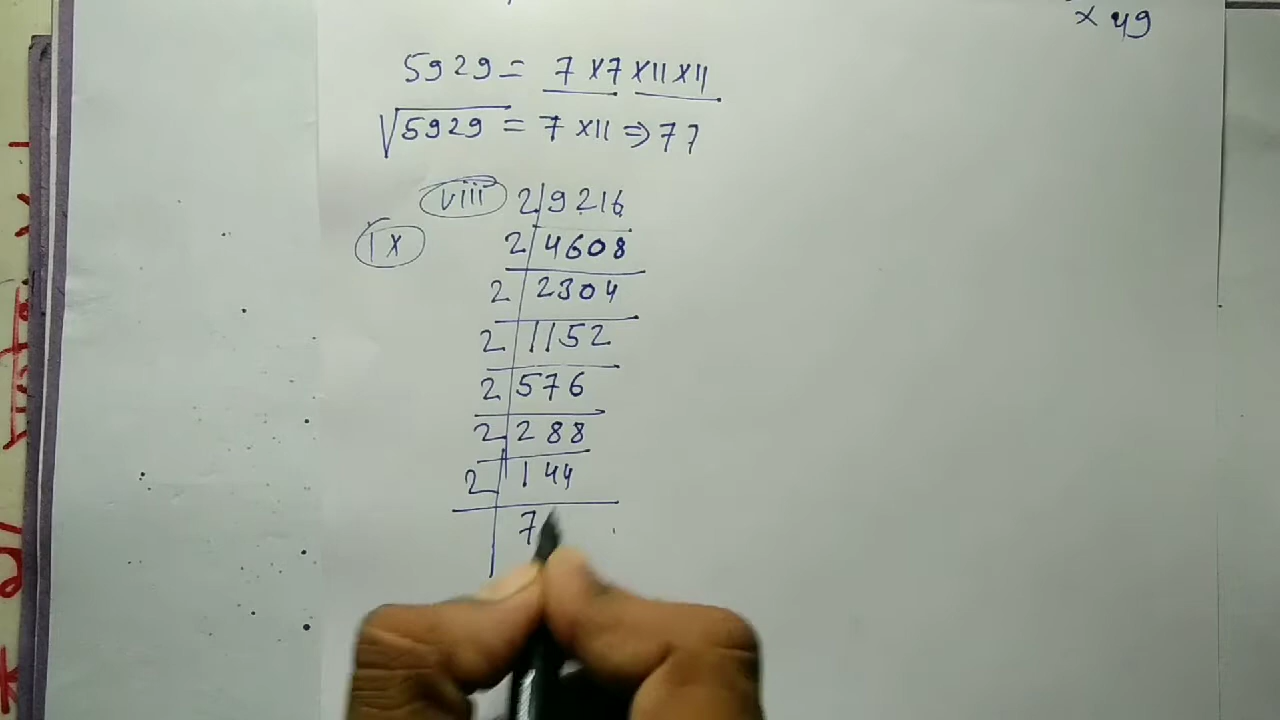 × 49
5929 = 7 × 7 × 11 × 11
√5929 = 7 × 11 ⇒ 77
viii 2 | 9216
ix 2 | 4608
2 | 2304
2 | 1152
2 | 576
2 | 288
2 | 144
7